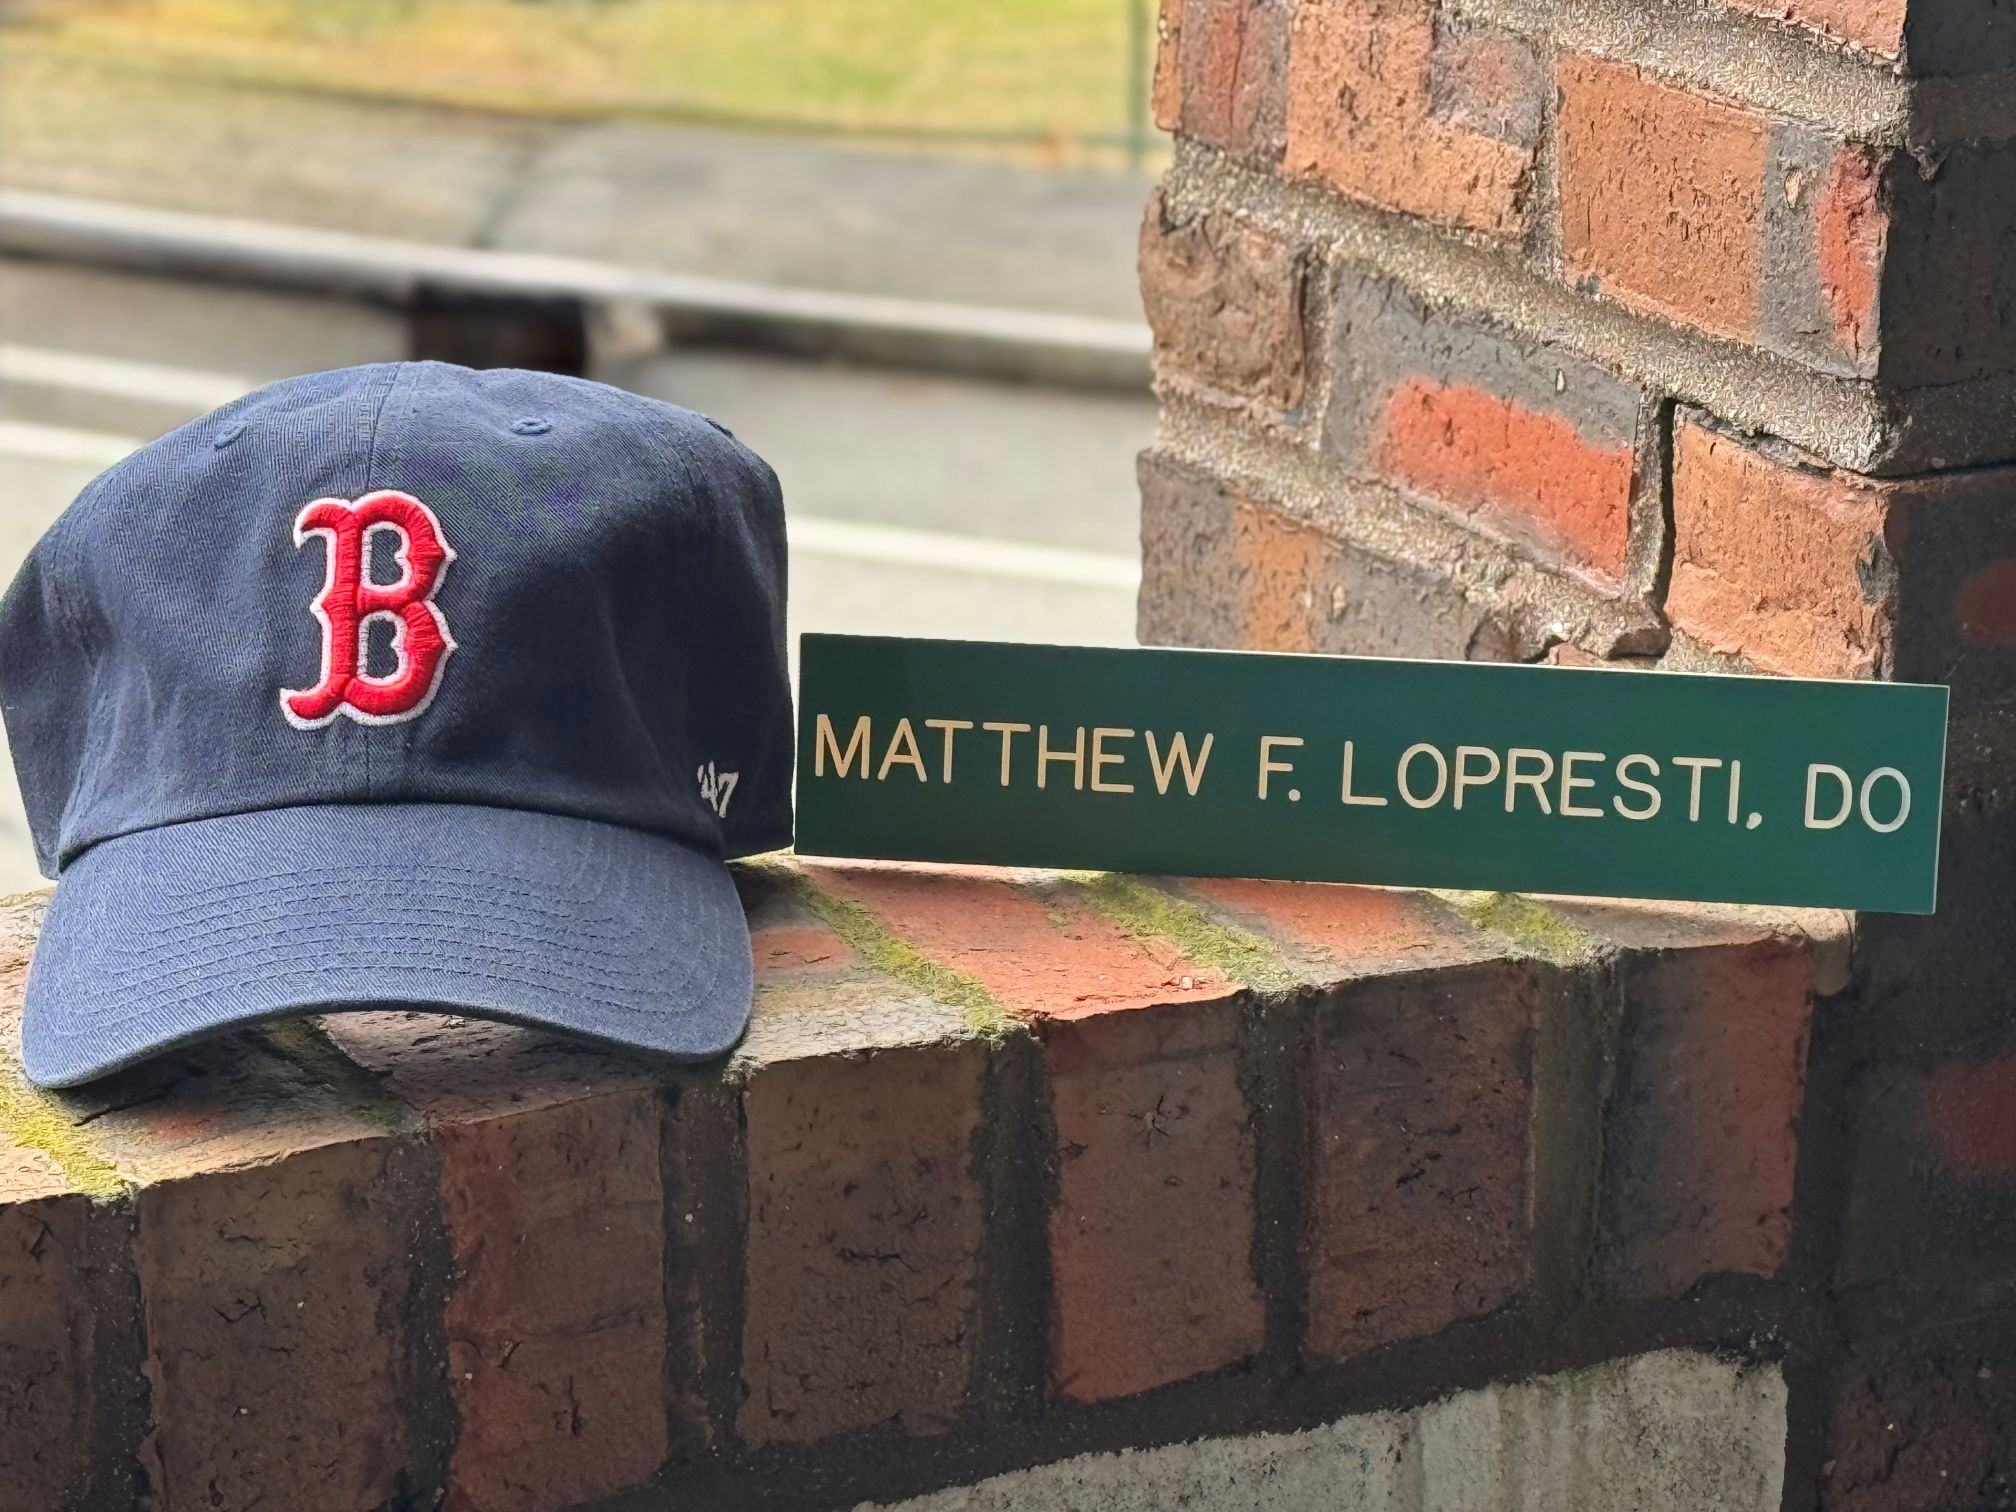 B
'47
MATTHEW F. LOPRESTI, DO